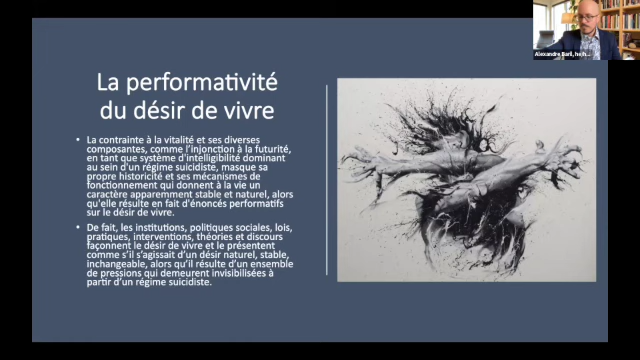 La performativité
du désir de vivre
• La contrainte à la vitalité et ses diverses
composantes, comme l'injonction à la futurité,
en tant que système d'intelligibilité dominant
au sein d'un régime suicidiste, masque sa
propre historicité et ses mécanismes de
fonctionnement qui donnent à la vie un
caractère apparemment stable et naturel, alors
qu'elle résulte en fait d'énoncés performatifs
sur le désir de vivre.
• De fait, les institutions, politiques sociales, lois,
pratiques, interventions, théories et discours
façonnent le désir de vivre et le présentent
comme s'il s'agissait d'un désir naturel, stable,
inchangeable, alors qu'il résulte d'un ensemble
de pressions qui demeurent invisibilisées à
partir d'un régime suicidiste.
Alexandre Baril, he/h...